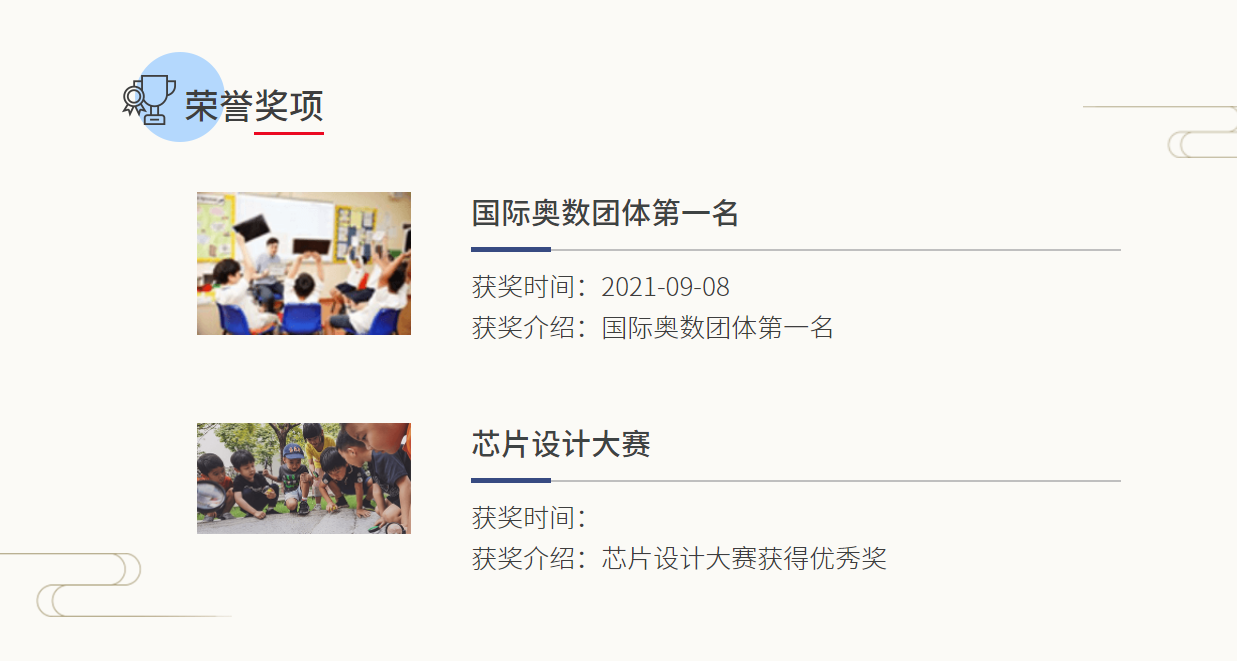 荣誉奖项
国际奥数团体第一名
获奖时间：2021-09-08
获奖介绍：国际奥数团体第一名
芯片设计大赛
获奖时间：
获奖介绍：芯片设计大赛获得优秀奖